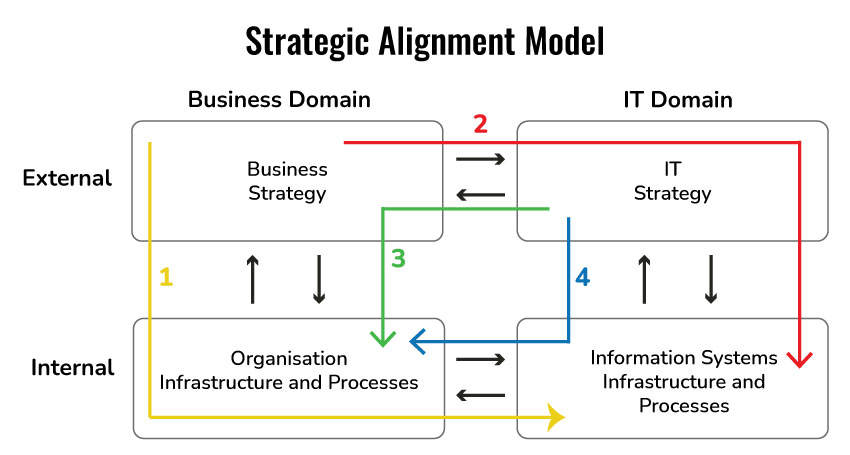 Strategic Alignment Model
Business Domain
IT Domain
2
External
Business
Strategy
IT
Strategy
1
3
4
Internal
Organisation
Infrastructure and Processes
Information Systems
Infrastructure and
Processes